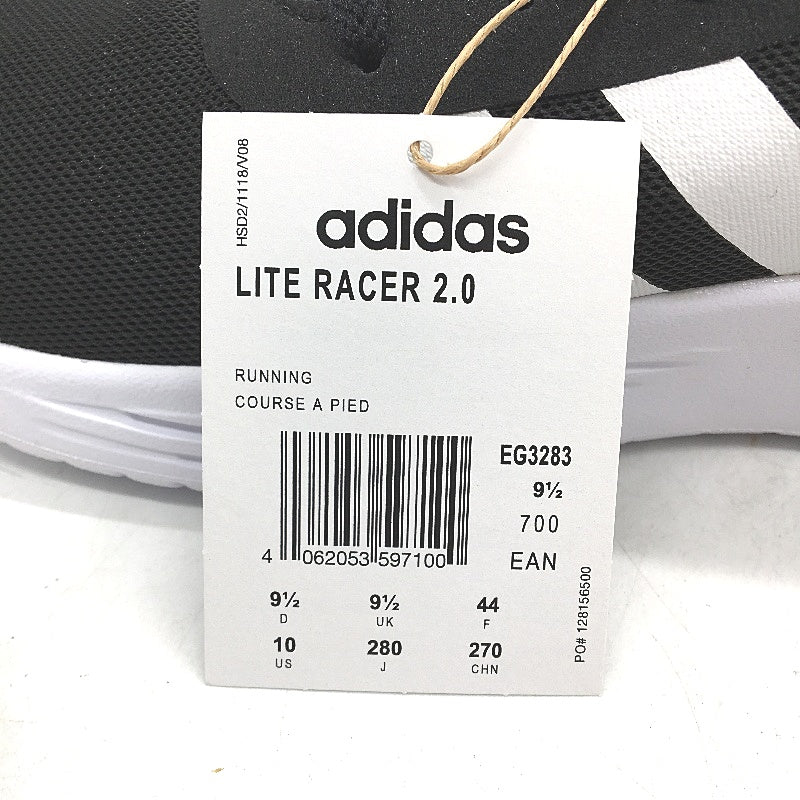 HSD2/1118/V08
adidas
LITE RACER 2.0
RUNNING
COURSE A PIED
EG3283
9½
700
EAN
4 062053 597100
9½ 9½ 44
D UK F
10 280 270
US J CHN
PO# 128156500